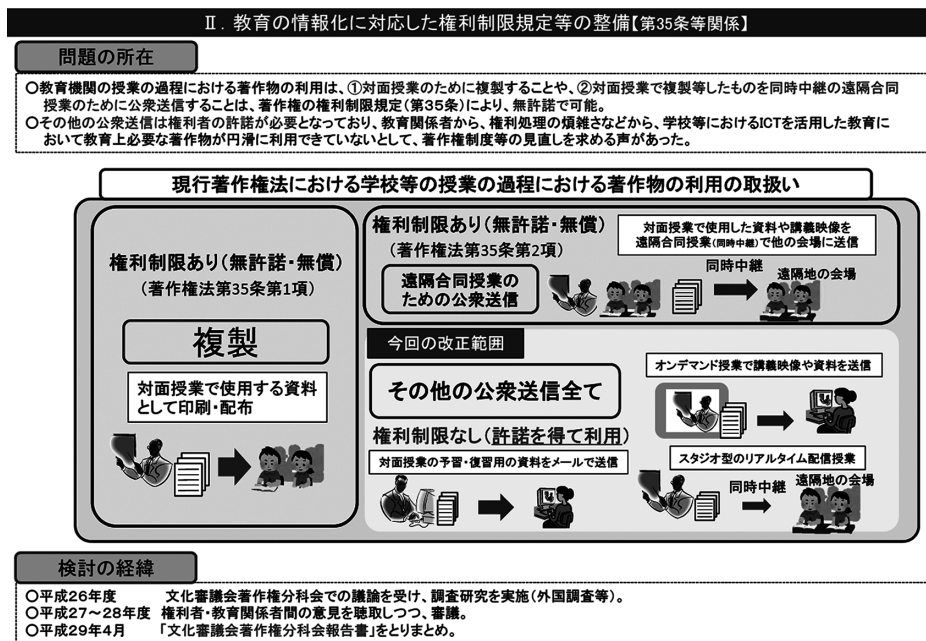 Ⅱ．教育の情報化に対応した権利制限規定等の整備【第35条等関係】
問題の所在
○教育機関の授業の過程における著作物の利用は、①対面授業のために複製することや、②対面授業で複製等したものを同時中継の遠隔合同
授業のために公衆送信することは、著作権の権利制限規定（第35条）により、無許諾で可能。
○その他の公衆送信は権利者の許諾が必要となっており、教育関係者から、権利処理の煩雑さなどから、学校等におけるICTを活用した教育に
おいて教育上必要な著作物が円滑に利用できていないとして、著作権制度等の見直しを求める声があった。
現行著作権法における学校等の授業の過程における著作物の利用の取扱い
権利制限あり（無許諾・無償）
（著作権法第35条第1項）
複製
対面授業で使用する資料
として印刷・配布
権利制限あり（無許諾・無償）
（著作権法第35条第2項）
遠隔合同授業の
ための公衆送信
対面授業で使用した資料や講義映像を
遠隔合同授業（同時中継）で他の会場に送信
同時中継
遠隔地の会場
今回の改正範囲
その他の公衆送信全て
権利制限なし（許諾を得て利用）
対面授業の予習・復習用の資料をメールで送信
オンデマンド授業で講義映像や資料を送信
スタジオ型のリアルタイム配信授業
同時中継
遠隔地の会場
検討の経緯
○平成26年度 文化審議会著作権分科会での議論を受け、調査研究を実施（外国調査等）。
○平成27～28年度 権利者・教育関係者間の意見を聴取しつつ、審議。
○平成29年4月 「文化審議会著作権分科会報告書」をとりまとめ。